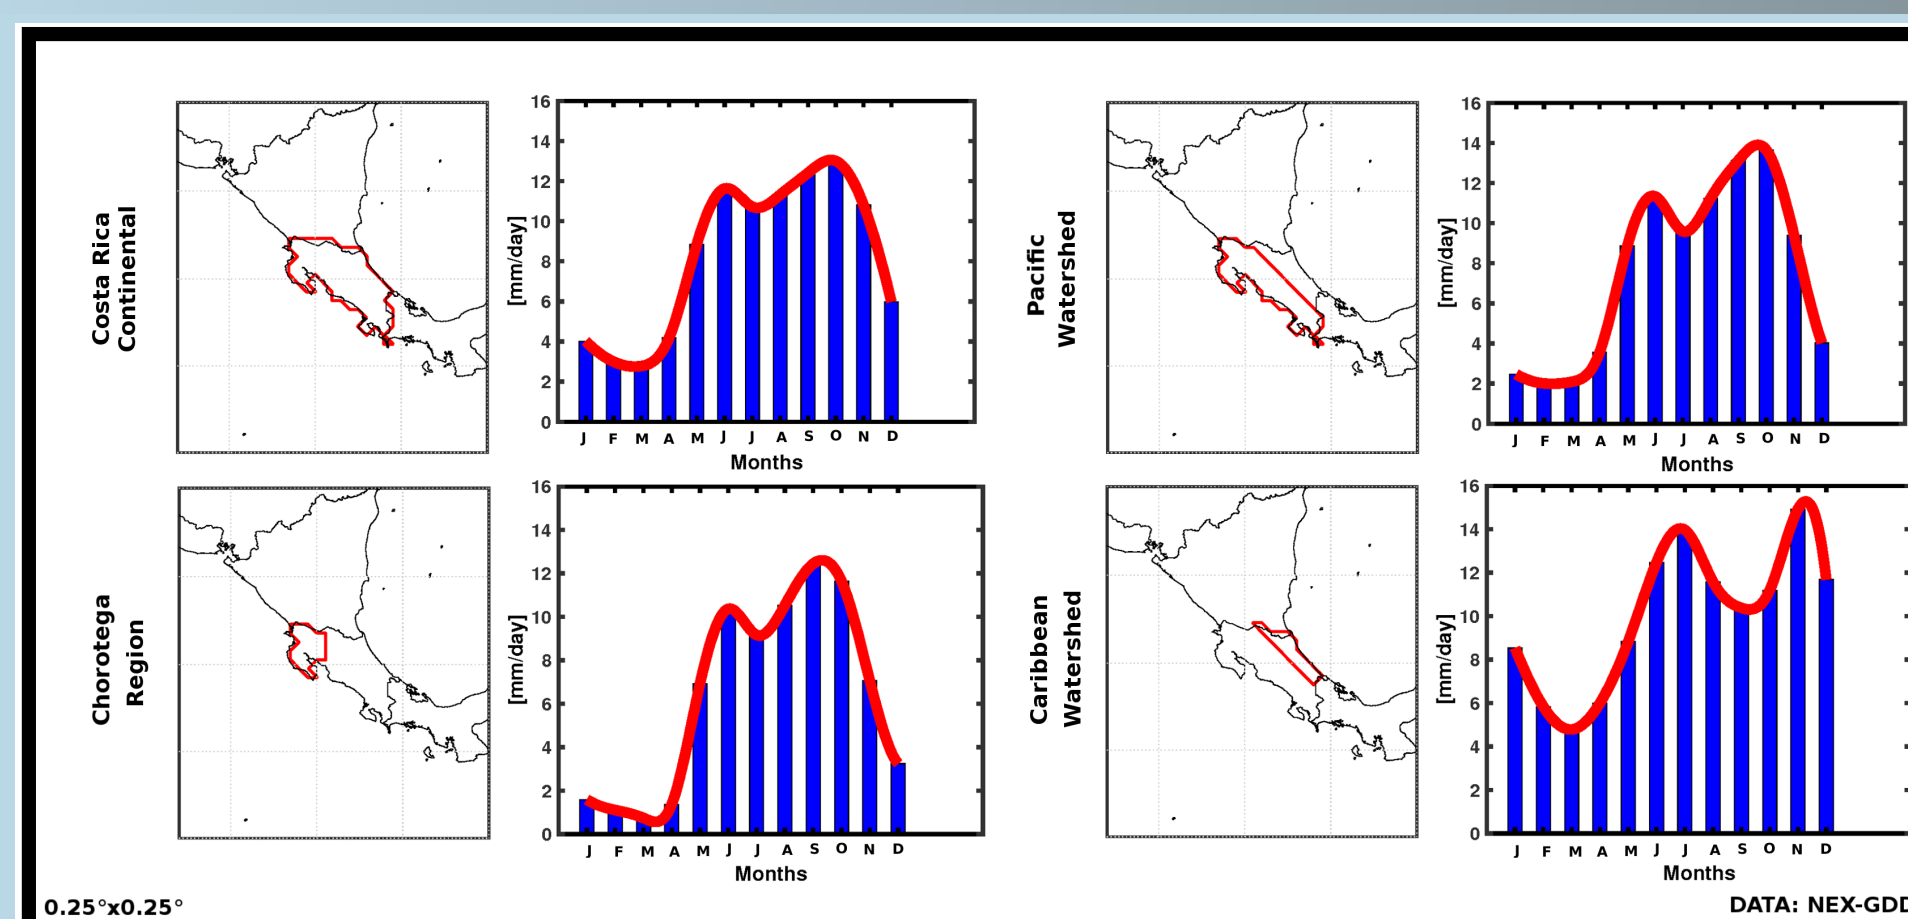 Costa Rica
Continental
16
14
12
10
8
6
4
2
0
[mm/day]
J F M A M J J A S O N D
Months
Pacific
Watershed
16
14
12
10
8
6
4
2
0
[mm/day]
J F M A M J J A S O N D
Months
Chorotega
Region
16
14
12
10
8
6
4
2
0
[mm/day]
J F M A M J J A S O N D
Months
Caribbean
Watershed
16
14
12
10
8
6
4
2
0
[mm/day]
J F M A M J J A S O N D
Months
0.25°x0.25°
DATA: NEX-GDD